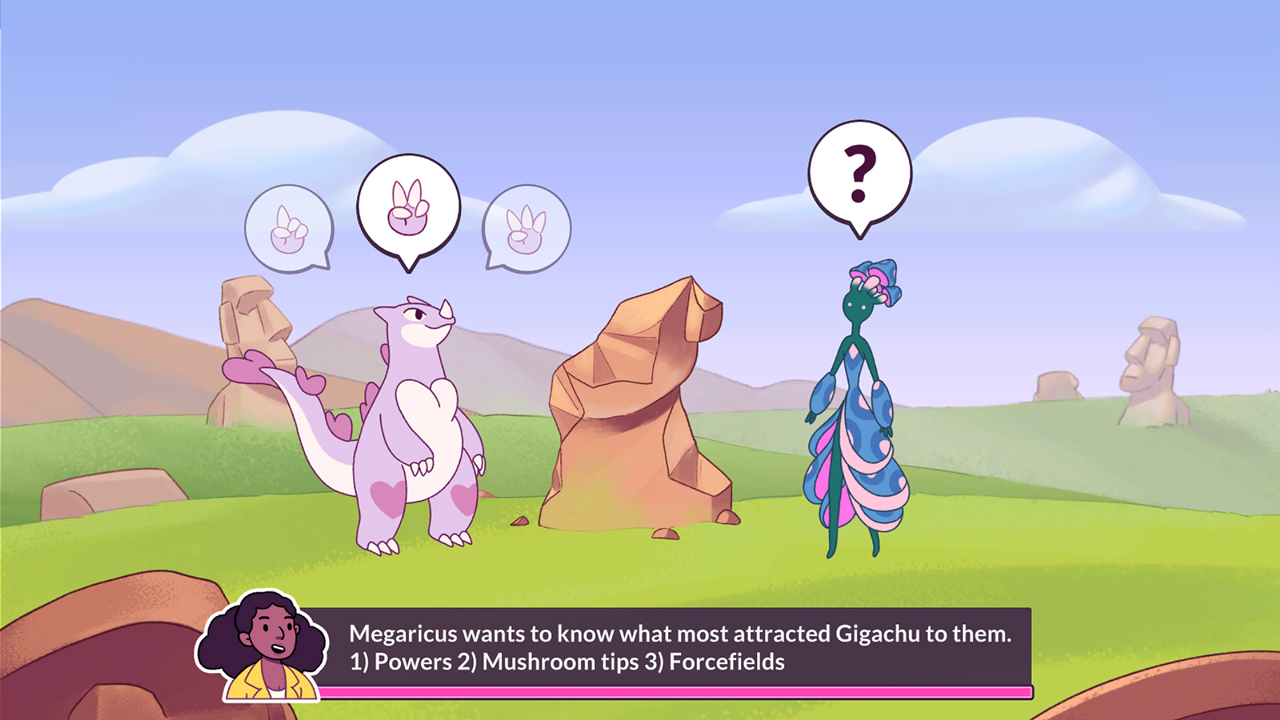 ?
Megaricus wants to know what most attracted Gigachu to them.
1) Powers 2) Mushroom tips 3) Forcefields